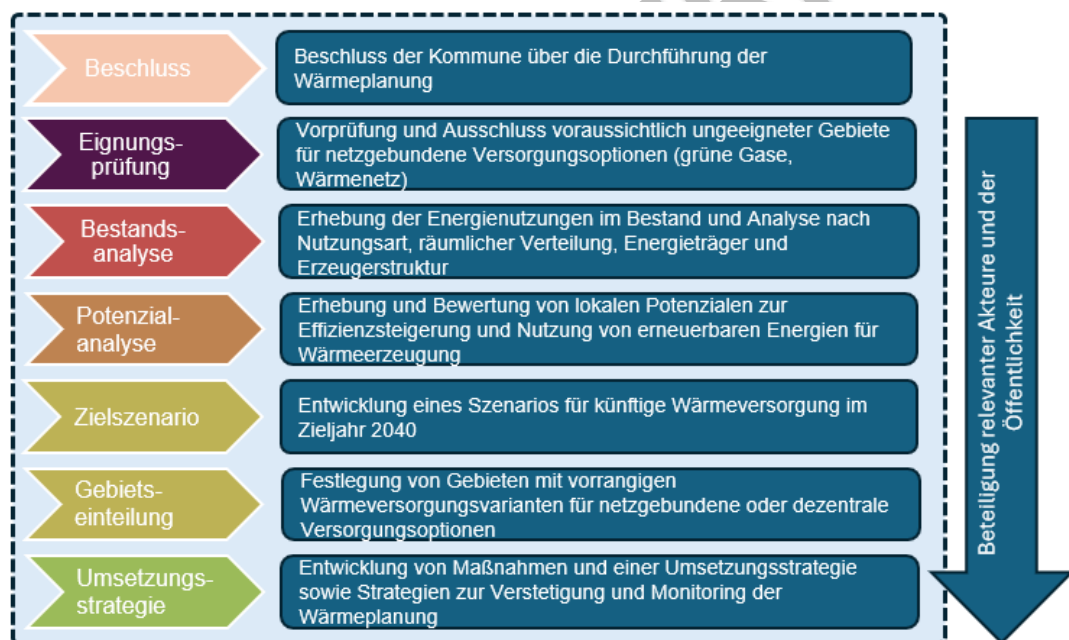 Beschluss
Beschluss der Kommune über die Durchführung der
Wärmeplanung
Eignungs-
prüfung
Vorprüfung und Ausschluss voraussichtlich ungeeigneter Gebiete
für netzgebundene Versorgungsoptionen (grüne Gase,
Wärmenetz)
Bestands-
analyse
Erhebung der Energienutzungen im Bestand und Analyse nach
Nutzungsart, räumlicher Verteilung, Energieträger und
Erzeugerstruktur
Potenzial-
analyse
Erhebung und Bewertung von lokalen Potenzialen zur
Effizienzsteigerung und Nutzung von erneuerbaren Energien für
Wärmeerzeugung
Zielszenario
Entwicklung eines Szenarios für künftige Wärmeversorgung im
Zieljahr 2040
Gebiets-
einteilung
Festlegung von Gebieten mit vorrangigen
Wärmeversorgungsvarianten für netzgebundene oder dezentrale
Versorgungsoptionen
Umsetzungs-
strategie
Entwicklung von Maßnahmen und einer Umsetzungsstrategie
sowie Strategien zur Verstetigung und Monitoring der
Wärmeplanung
Beteiligung relevanter Akteure und der
Öffentlichkeit